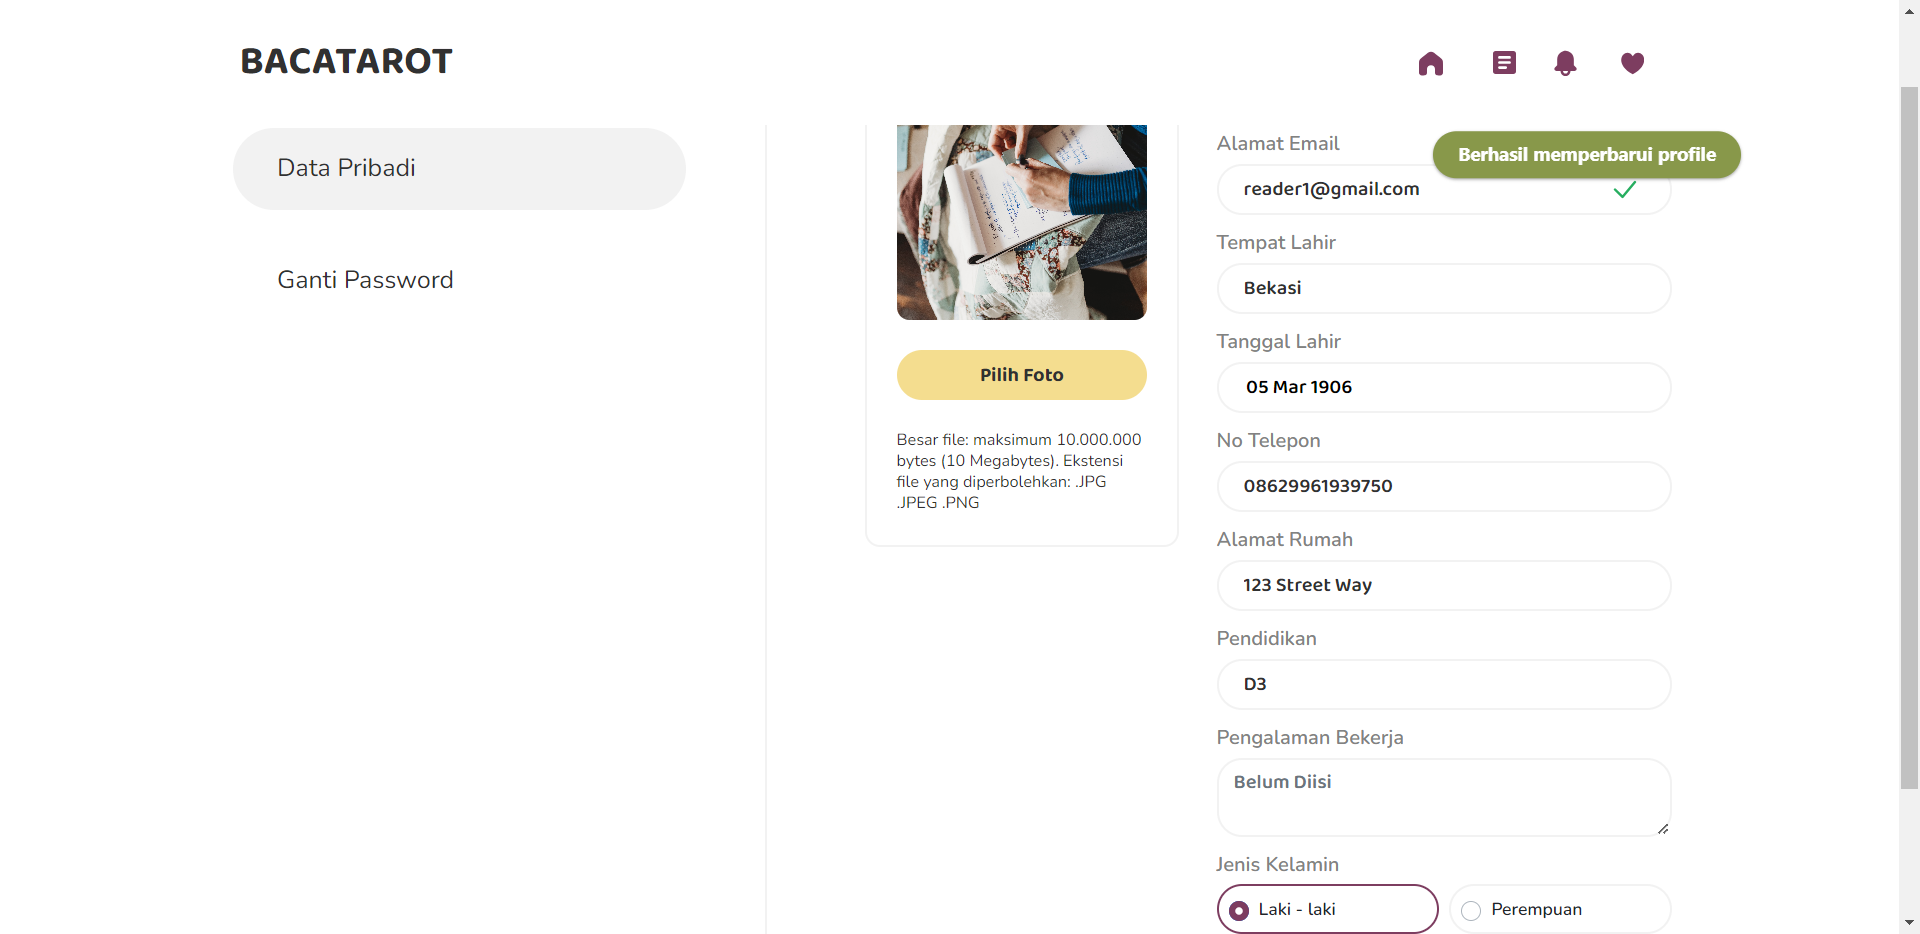 BACATAROT
Data Pribadi
Ganti Password
Pilih Foto
Besar file: maksimum 10.000.000
bytes (10 Megabytes). Ekstensi
file yang diperbolehkan: .JPG
.JPEG .PNG
Alamat Email
Berhasil memperbarui profile
reader1@gmail.com
Tempat Lahir
Bekasi
Tanggal Lahir
05 Mar 1906
No Telepon
08629961939750
Alamat Rumah
123 Street Way
Pendidikan
D3
Pengalaman Bekerja
Belum Diisi
Jenis Kelamin
Laki - laki
Perempuan